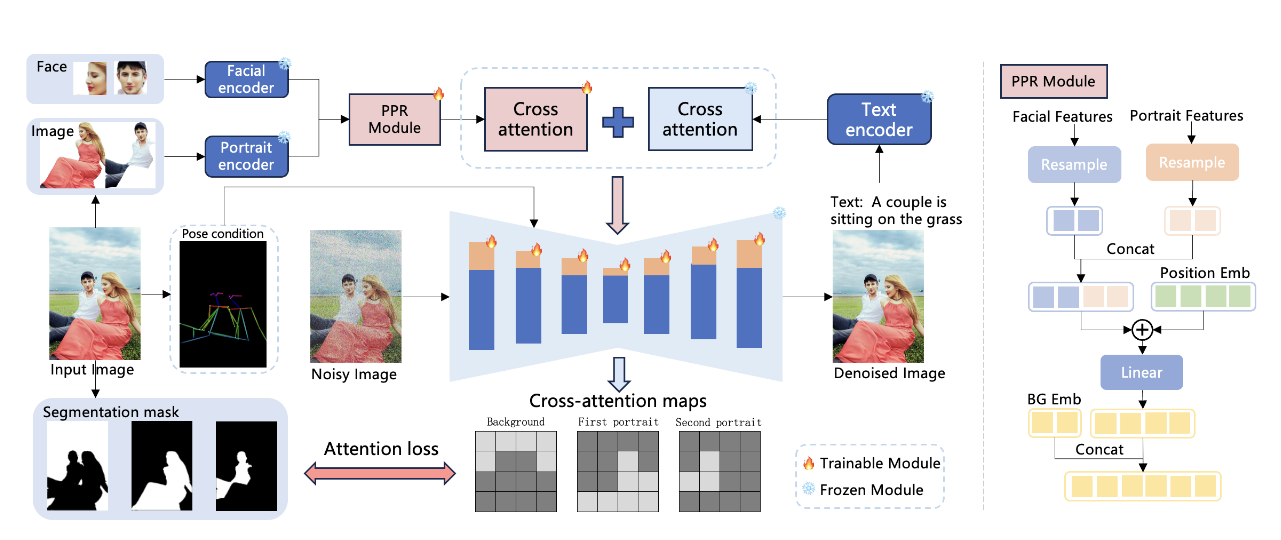 Face
Facial
encoder
Image
Portrait
encoder
PPR
Module
Cross
attention
Cross
attention
Text
encoder
Text: A couple is
sitting on the grass
Pose condition
Input Image
Noisy Image
Denoised Image
Segmentation mask
Attention loss
Cross-attention maps
Background
First portrait
Second portrait
Trainable Module
Frozen Module
PPR Module
Facial Features
Portrait Features
Resample
Resample
Concat
Position Emb
Linear
BG Emb
Concat